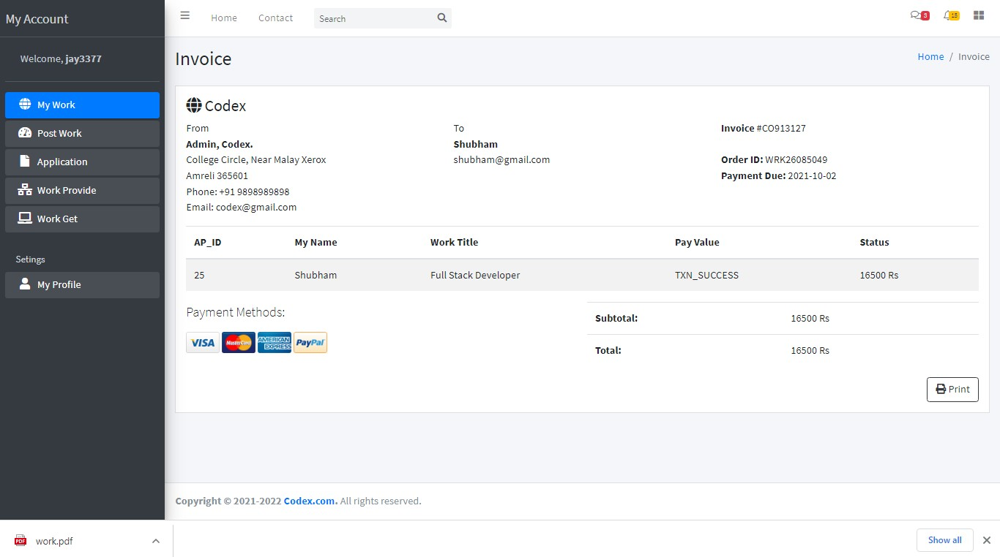 My Account
Home
Contact
Search
3
15
Welcome, jay3377
My Work
Post Work
Application
Work Provide
Work Get
Setings
My Profile
Invoice
Home / Invoice
Codex
From
Admin, Codex.
College Circle, Near Malay Xerox
Amreli 365601
Phone: +91 9898989898
Email: codex@gmail.com
To
Shubham
shubham@gmail.com
Invoice #CO913127
Order ID: WRK26085049
Payment Due: 2021-10-02
AP_ID My Name Work Title Pay Value Status
25 Shubham Full Stack Developer TXN_SUCCESS 16500 Rs
Payment Methods:
VISA MasterCard AMERICAN EXPRESS PayPal
Subtotal: 16500 Rs
Total: 16500 Rs
Print
Copyright © 2021-2022 Codex.com. All rights reserved.
PDF
work.pdf
Show all